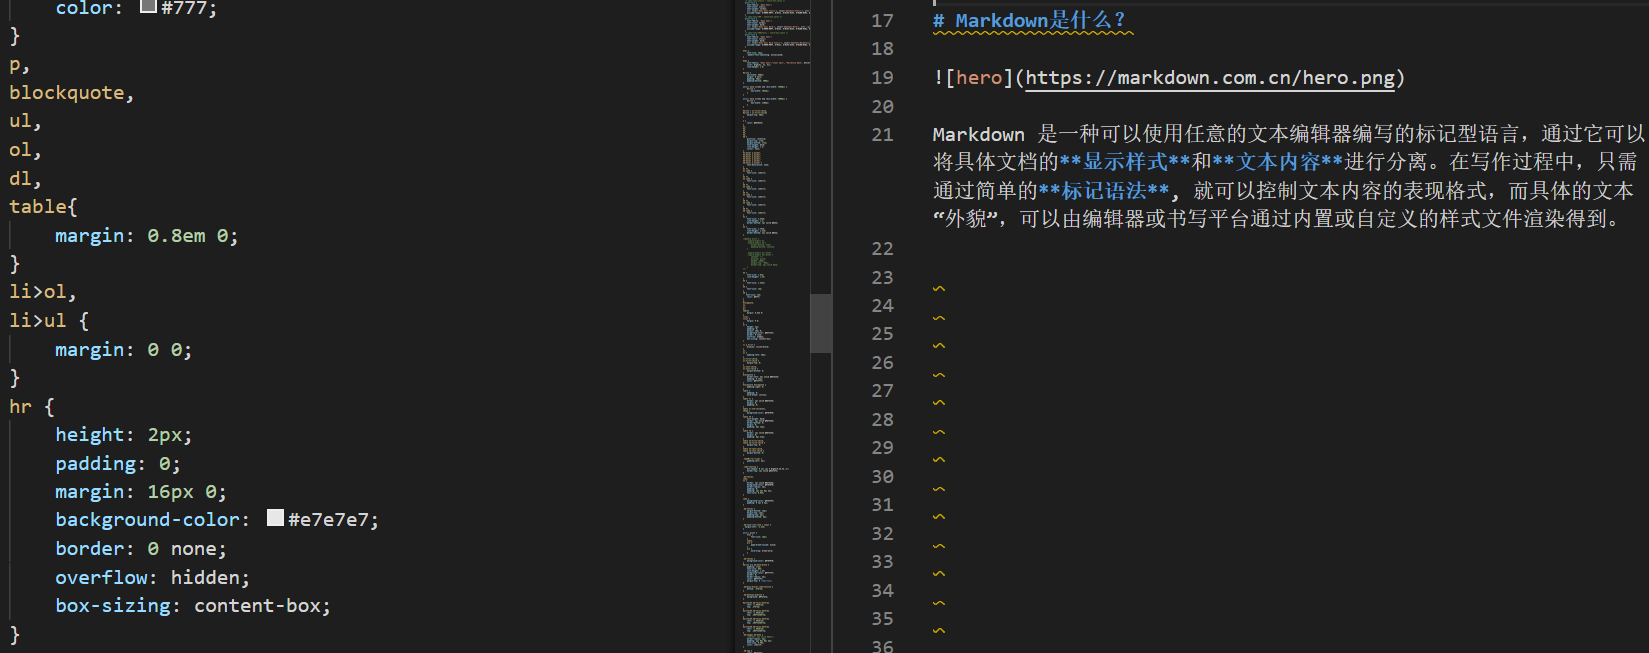 color: #777;
}
p,
blockquote,
ul,
ol,
dl,
table{
margin: 0.8em 0;
}
li>ol,
li>ul {
margin: 0 0;
}
hr {
height: 2px;
padding: 0;
margin: 16px 0;
background-color: #e7e7e7;
border: 0 none;
overflow: hidden;
box-sizing: content-box;
}
17 # Markdown是什么？
18
19 ![hero](https://markdown.com.cn/hero.png)
20
21 Markdown 是一种可以使用任意的文本编辑器编写的标记型语言，通过它可以
将具体文档的**显示样式**和**文本内容**进行分离。在写作过程中，只需
通过简单的**标记语法**, 就可以控制文本内容的表现格式，而具体的文本
“外貌”，可以由编辑器或书写平台通过内置或自定义的样式文件渲染得到。
22
23
24
25
26
27
28
29
30
31
32
33
34
35
36